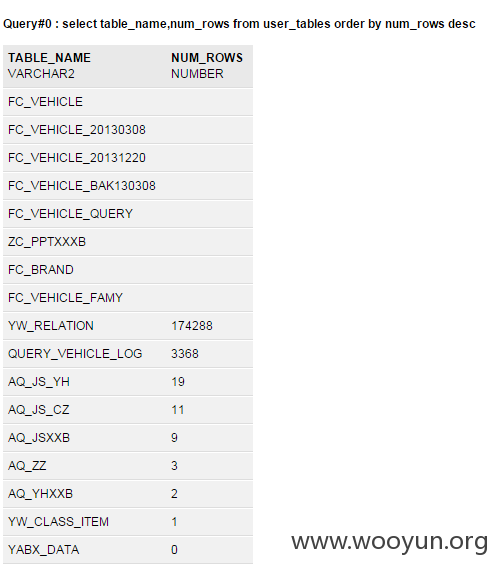 Query#0 : select table_name,num_rows from user_tables order by num_rows desc
TABLE_NAME NUM_ROWS
VARCHAR2 NUMBER
FC_VEHICLE
FC_VEHICLE_20130308
FC_VEHICLE_20131220
FC_VEHICLE_BAK130308
FC_VEHICLE_QUERY
ZC_PPTXXXB
FC_BRAND
FC_VEHICLE_FAMY
YW_RELATION 174288
QUERY_VEHICLE_LOG 3368
AQ_JS_YH 19
AQ_JS_CZ 11
AQ_JSXXB 9
AQ_ZZ 3
AQ_YHXXB 2
YW_CLASS_ITEM 1
YABX_DATA 0
www.wooyun.org